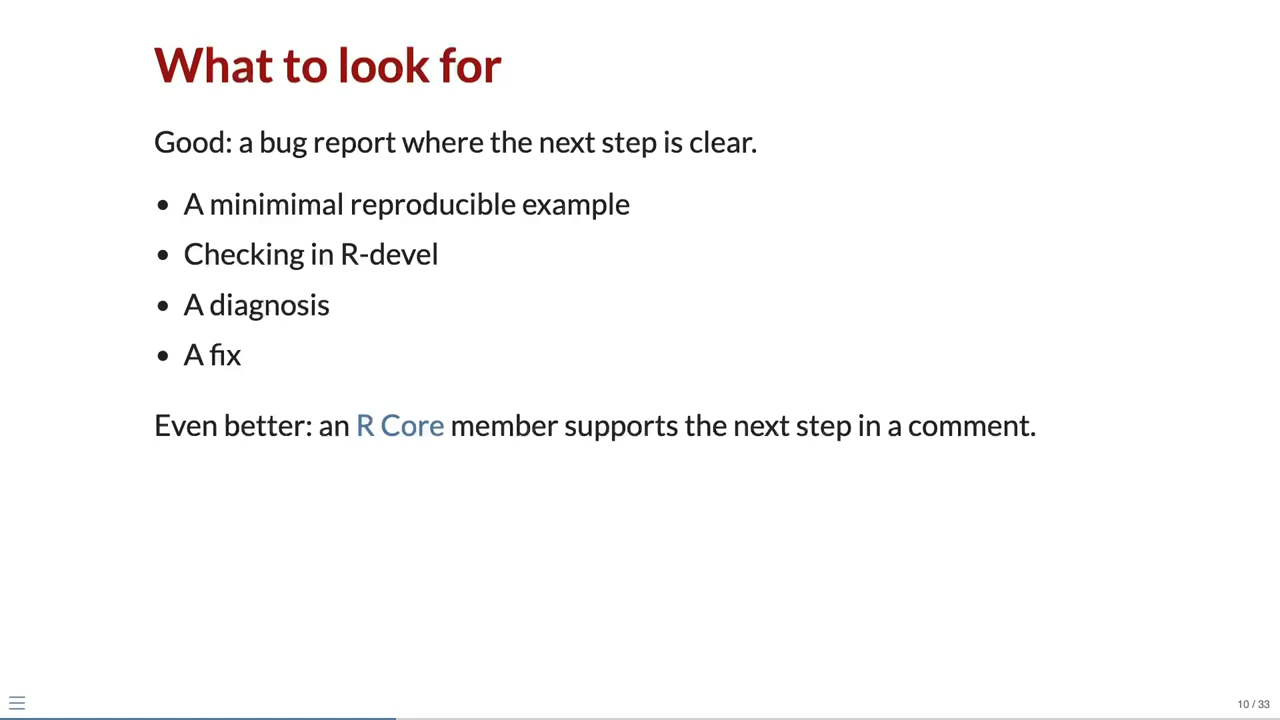 What to look for
Good: a bug report where the next step is clear.
• A minimimal reproducible example
• Checking in R-devel
• A diagnosis
• A fix
Even better: an R Core member supports the next step in a comment.
10 / 33